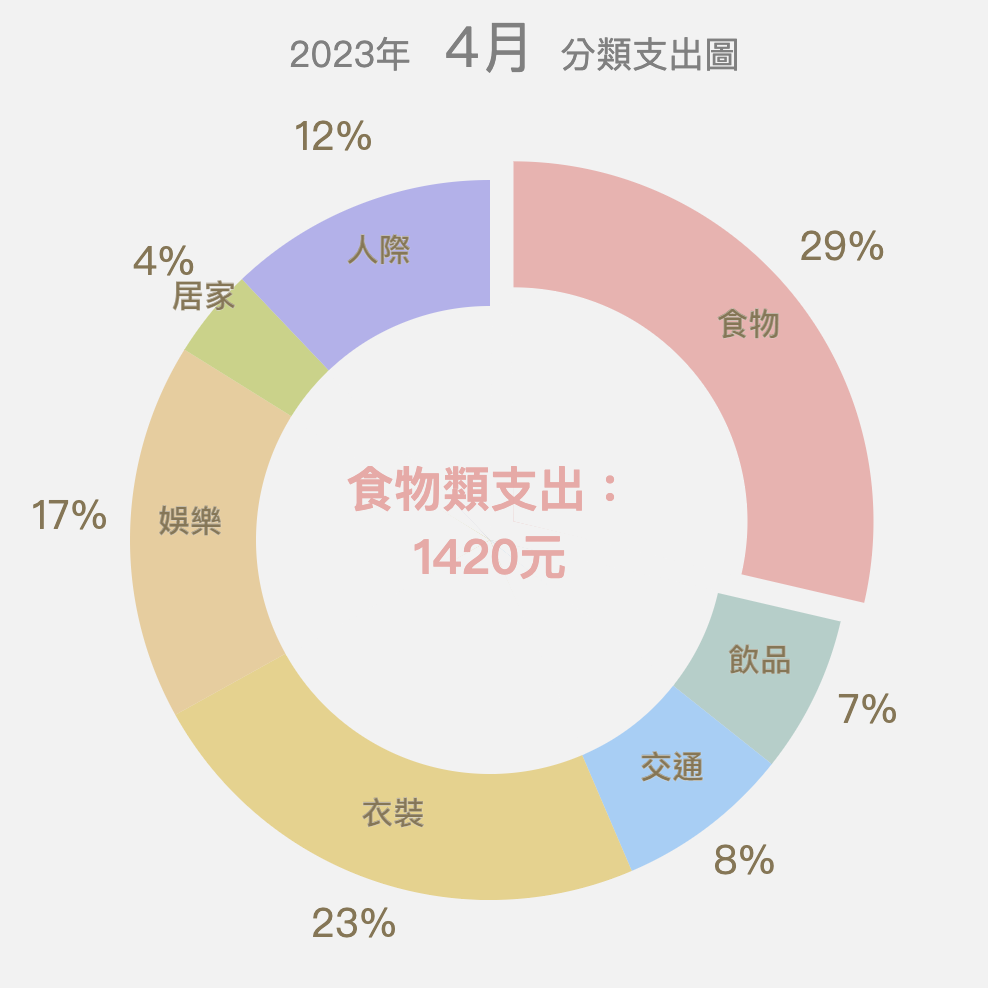 2023年 4月 分類支出圖
12%
29%
4%
人際
居家
食物
食物類支出：
1420元
17%
娛樂
飲品
7%
交通
衣裝
8%
23%